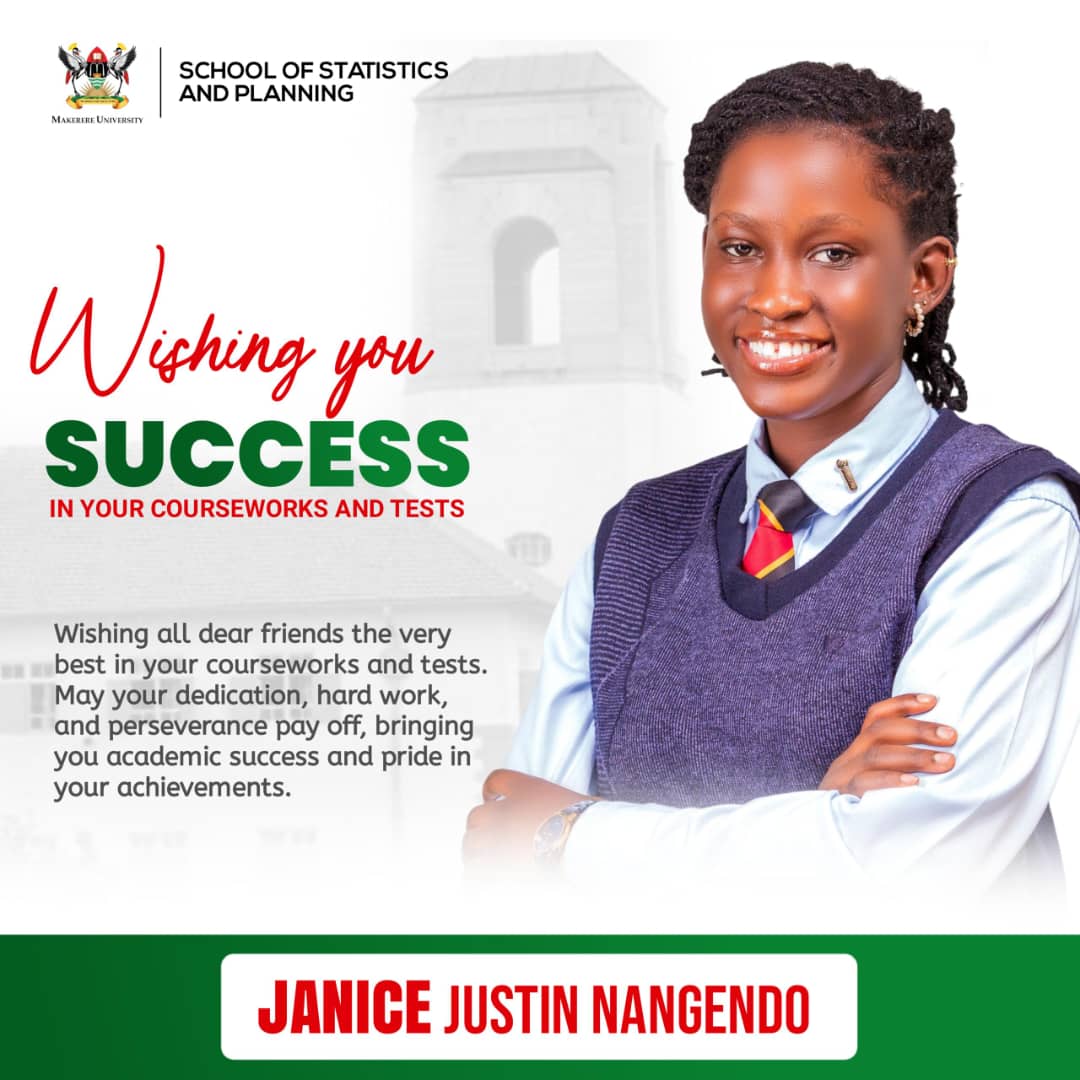 MAKERERE UNIVERSITY
SCHOOL OF STATISTICS
AND PLANNING
Wishing you
SUCCESS
IN YOUR COURSEWORKS AND TESTS
Wishing all dear friends the very
best in your courseworks and tests.
May your dedication, hard work,
and perseverance pay off, bringing
you academic success and pride in
your achievements.
JANICE JUSTIN NANGENDO